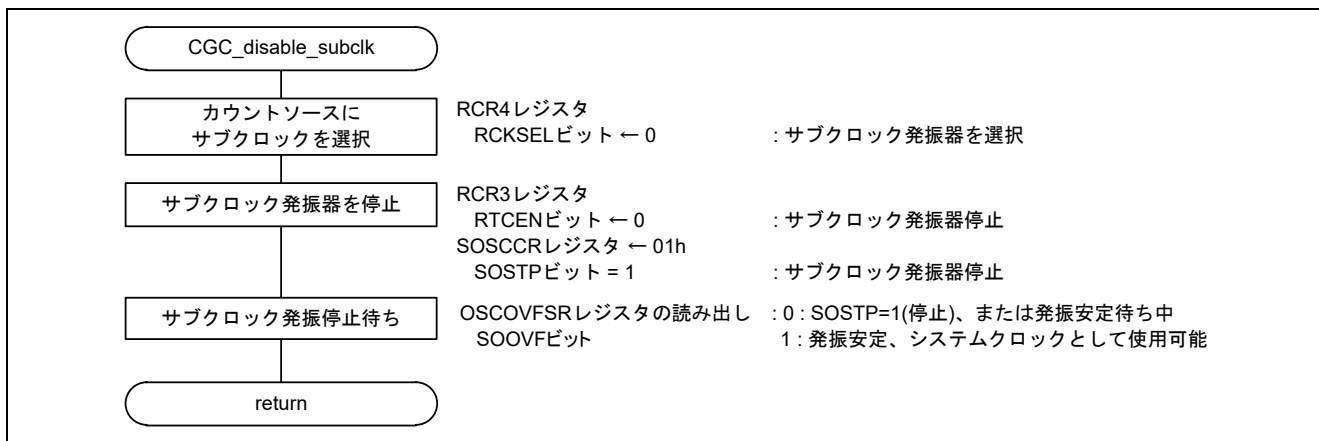 CGC_disable_subclk
カウントソースに
サブクロックを選択
RCR4レジスタ
RCKSELビット ← 0 : サブクロック発振器を選択
サブクロック発振器を停止
RCR3レジスタ
RTCENビット ← 0 : サブクロック発振器停止
SOSCCRレジスタ ← 01h
SOSTPビット = 1 : サブクロック発振器停止
サブクロック発振停止待ち
OSCOVFSRレジスタの読み出し : 0 : SOSTP=1(停止)、または発振安定待ち中
SOOVFビット 1 : 発振安定、システムクロックとして使用可能
return